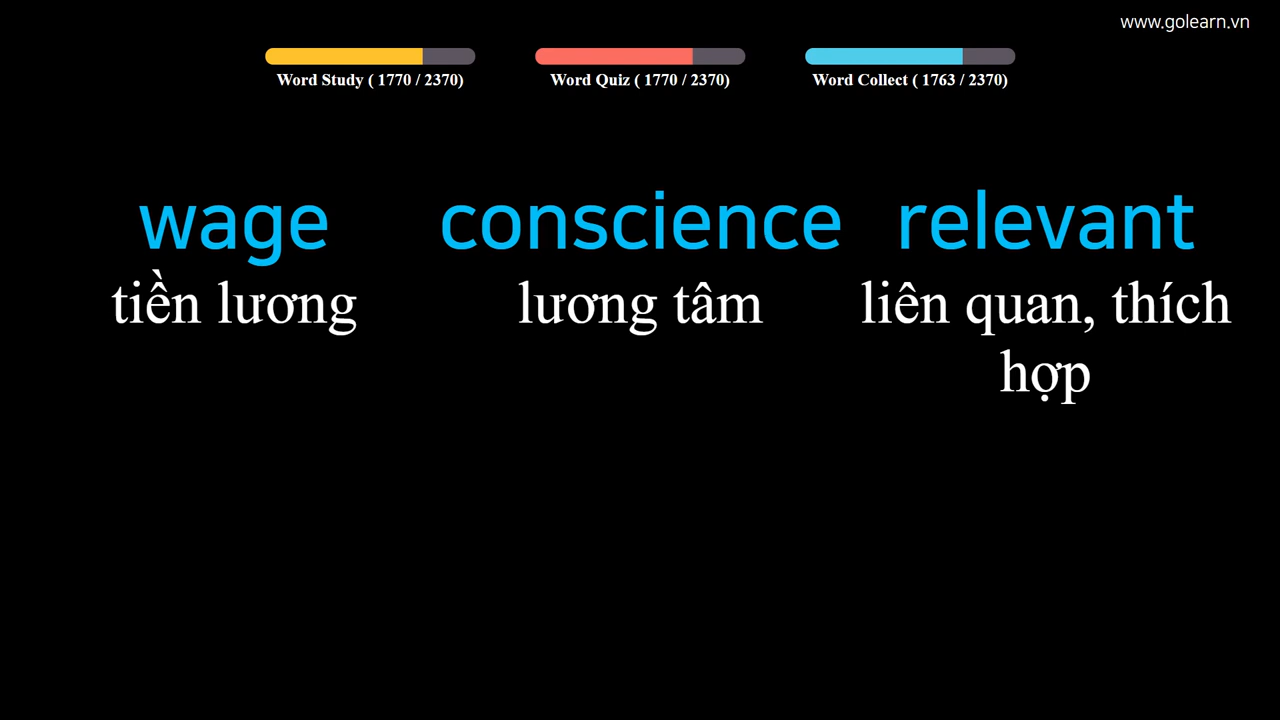 www.golearn.vn
Word Study ( 1770 / 2370)
Word Quiz ( 1770 / 2370)
Word Collect ( 1763 / 2370)
wage
tiền lương
conscience
lương tâm
relevant
liên quan, thích
hợp